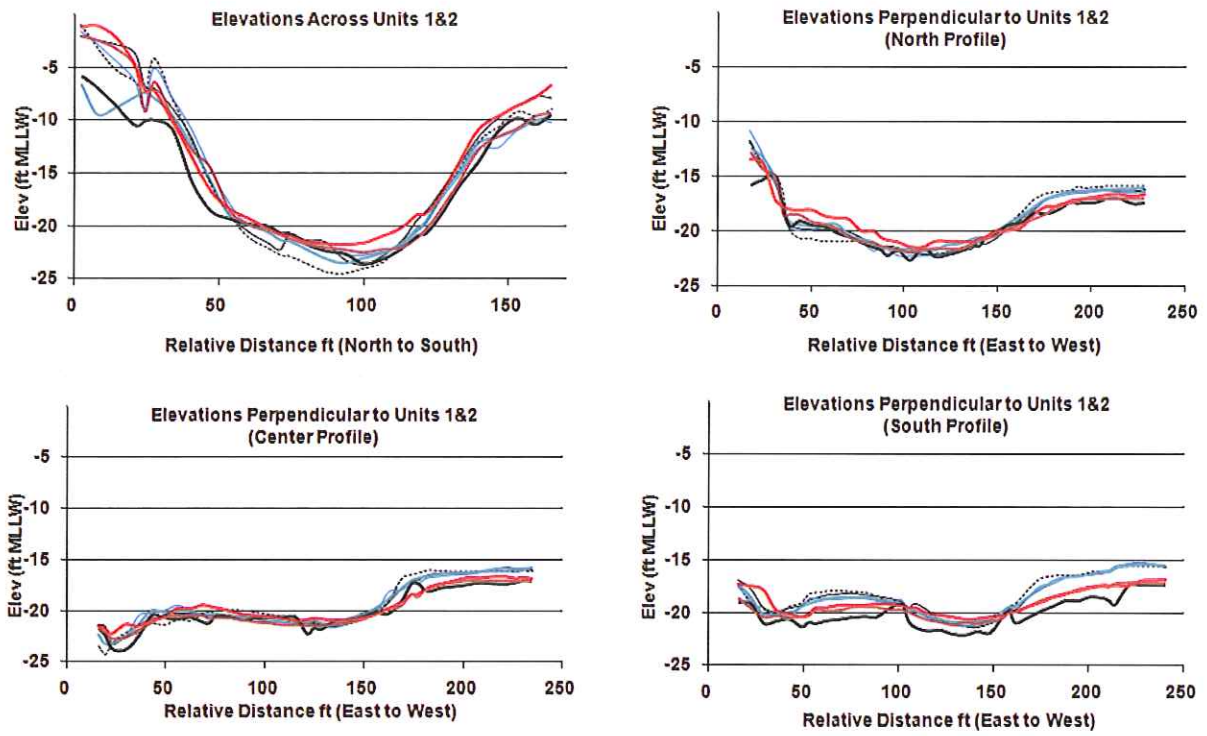 Elevations Across Units 1&2
-5
-10
-15
-20
-25
0
50
100
150
Elev (ft MLLW)
Relative Distance ft (North to South)
Elevations Perpendicular to Units 1&2
(North Profile)
-5
-10
-15
-20
-25
0
50
100
150
200
250
Elev (ft MLLW)
Relative Distance ft (East to West)
Elevations Perpendicular to Units 1&2
(Center Profile)
-5
-10
-15
-20
-25
0
50
100
150
200
250
Elev (ft MLLW)
Relative Distance ft (East to West)
Elevations Perpendicular to Units 1&2
(South Profile)
-5
-10
-15
-20
-25
0
50
100
150
200
250
Elev (ft MLLW)
Relative Distance ft (East to West)